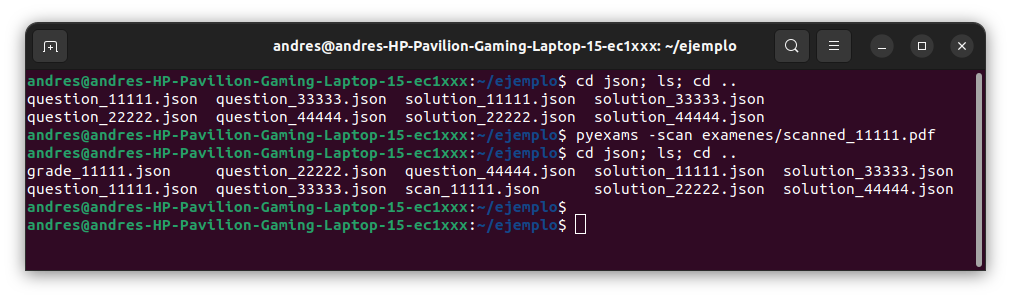 andres@andres-HP-Pavilion-Gaming-Laptop-15-ec1xxx: ~/ejemplo
andres@andres-HP-Pavilion-Gaming-Laptop-15-ec1xxx:~/ejemplo$ cd json; ls; cd ..
question_11111.json  question_33333.json  solution_11111.json  solution_33333.json
question_22222.json  question_44444.json  solution_22222.json  solution_44444.json
andres@andres-HP-Pavilion-Gaming-Laptop-15-ec1xxx:~/ejemplo$ pyexams -scan examenes/scanned_11111.pdf
andres@andres-HP-Pavilion-Gaming-Laptop-15-ec1xxx:~/ejemplo$ cd json; ls; cd ..
grade_11111.json     question_22222.json  question_44444.json  solution_11111.json  solution_33333.json
question_11111.json  question_33333.json  scan_11111.json      solution_22222.json  solution_44444.json
andres@andres-HP-Pavilion-Gaming-Laptop-15-ec1xxx:~/ejemplo$
andres@andres-HP-Pavilion-Gaming-Laptop-15-ec1xxx:~/ejemplo$